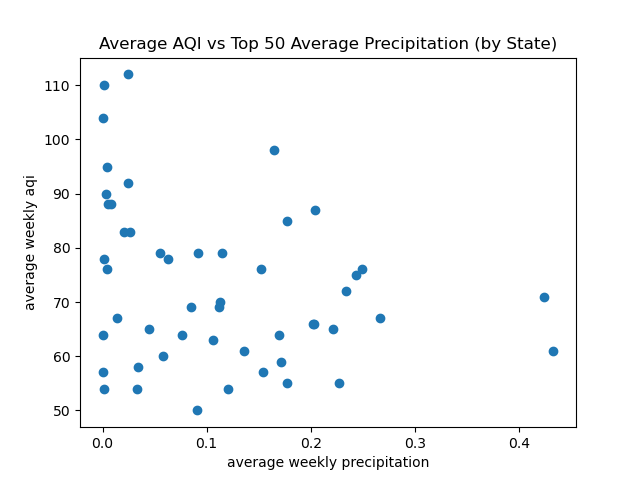 Average AQI vs Top 50 Average Precipitation (by State)
110
100
90
80
70
60
50
average weekly aqi
0.0 0.1 0.2 0.3 0.4
average weekly precipitation